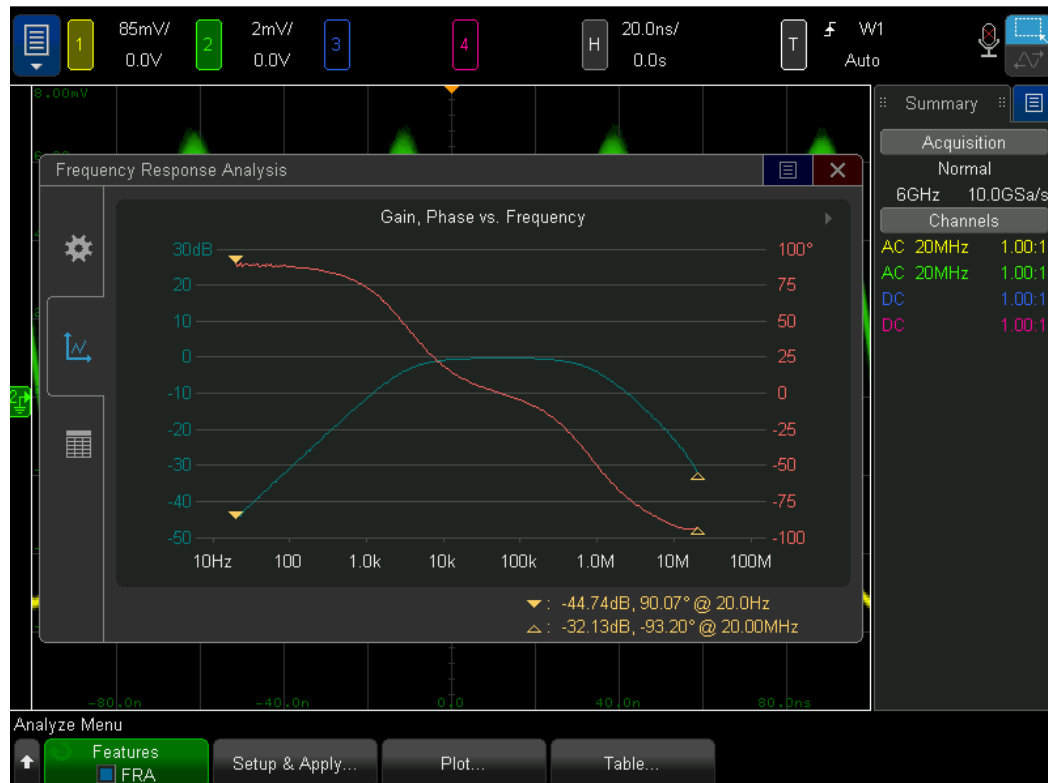 1 85mV/ 2 2mV/ 3 4 H 20.0ns/ T W1
0.0V 0.0V 0.0s Auto
8.00mV
Summary
Acquisition
Normal
6GHz 10.0GSa/s
Channels
AC 20MHz 1.00:1
AC 20MHz 1.00:1
DC 1.00:1
DC 1.00:1
Frequency Response Analysis
Gain, Phase vs. Frequency
30dB 100°
20 75
10 50
0 25
-10 0
-20 -25
-30 -50
-40 -75
-50 -100
10Hz 100 1.0k 10k 100k 1.0M 10M 100M
: -44.74dB, 90.07° @ 20.0Hz
: -32.13dB, -93.20° @ 20.00MHz
-80.0n -40.0n 0.0 40.0n 80.0ns
Analyze Menu
Features
FRA
Setup & Apply...
Plot...
Table...